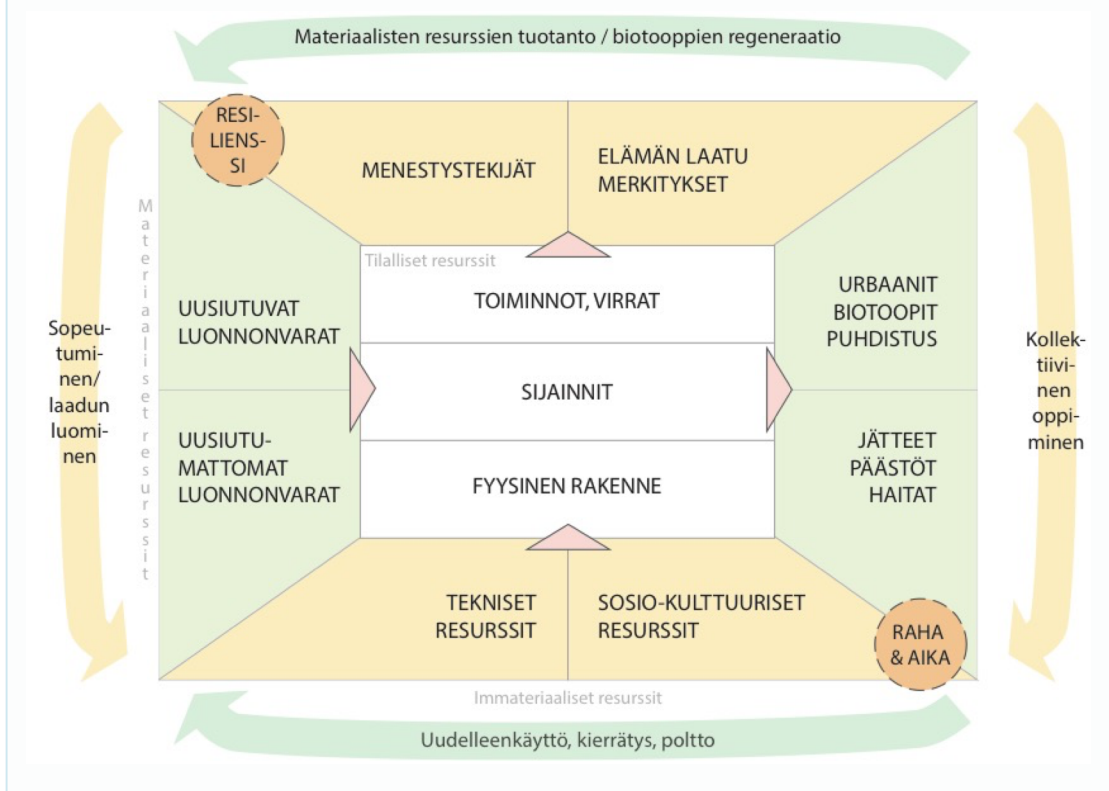 Materiaalisten resurssien tuotanto / biotooppien regeneraatio
RESI-
LIENS-
SI
MENESTYSTEKIJÄT
ELÄMÄN LAATU
MERKITYKSET
Materiaaliset resurssit
Tilalliset resurssit
TOIMINNOT, VIRRAT
UUSIUTUVAT
LUONNONVARAT
URBAANIT
BIOTOOPIT
PUHDISTUS
Sopeu-
tumi-
nen/
laadun
luomi-
nen
SIJAINNIT
Kollek-
tiivi-
nen
oppi-
minen
UUSIUTU-
MATTOMAT
LUONNONVARAT
FYYSINEN RAKENNE
JÄTTEET
PÄÄSTÖT
HAITAT
TEKNISET
RESURSSIT
SOSIO-KULTTUURISET
RESURSSIT
RAHA
& AIKA
Immateriaaliset resurssit
Uudelleenkäyttö, kierrätys, poltto